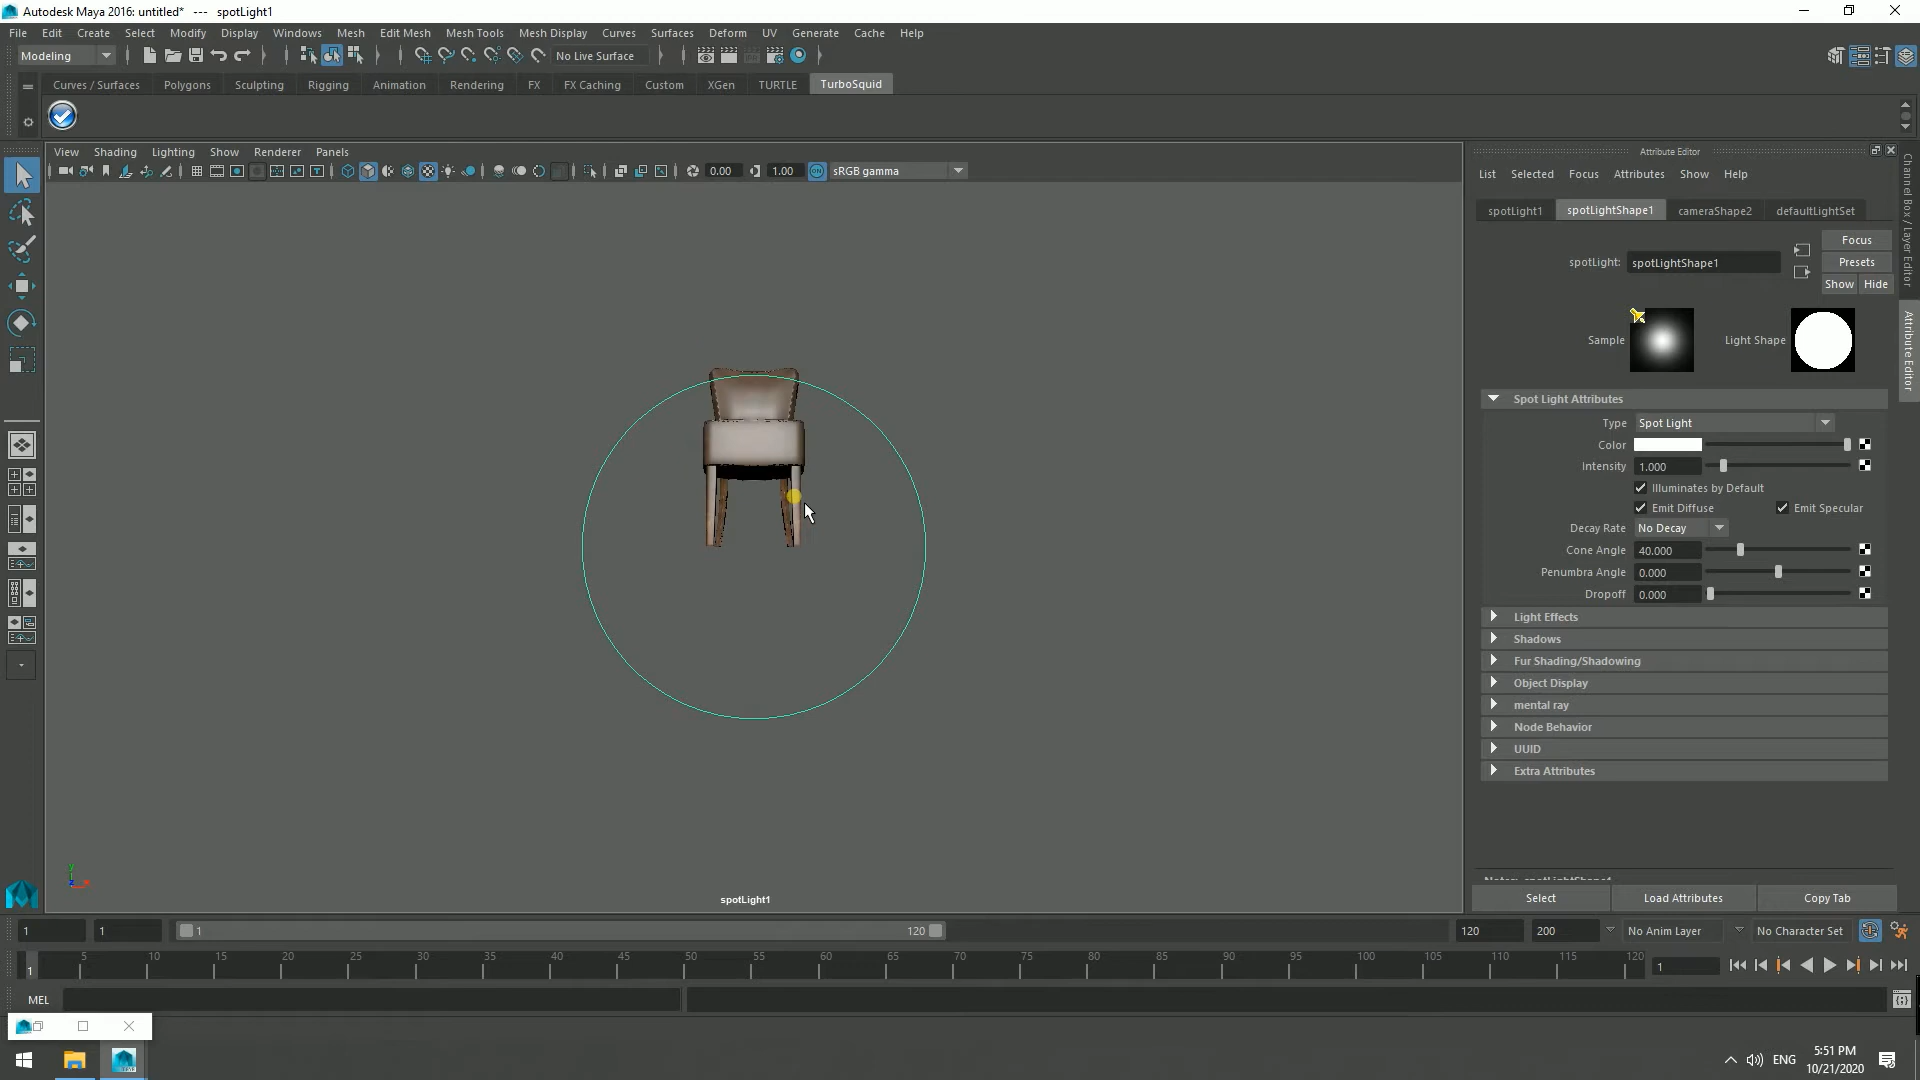 Autodesk Maya 2016: untitled*   ---   spotLight1
File Edit Create Select Modify Display Windows Mesh Edit Mesh Mesh Tools Mesh Display Curves Surfaces Deform UV Generate Cache Help
Modeling No Live Surface
Curves / Surfaces Polygons Sculpting Rigging Animation Rendering FX FX Caching Custom XGen TURTLE TurboSquid
View Shading Lighting Show Renderer Panels
0.00 1.00 ON sRGB gamma
spotLight1
Attribute Editor
List Selected Focus Attributes Show Help
spotLight1 spotLightShape1 cameraShape2 defaultLightSet
Focus
spotLight: spotLightShape1 Presets
Show Hide
Sample Light Shape
Spot Light Attributes
Type Spot Light
Color
Intensity 1.000
Illuminates by Default
Emit Diffuse Emit Specular
Decay Rate No Decay
Cone Angle 40.000
Penumbra Angle 0.000
Dropoff 0.000
Light Effects
Shadows
Fur Shading/Shadowing
Object Display
mental ray
Node Behavior
UUID
Extra Attributes
Select Load Attributes Copy Tab
Channel Box / Layer Editor
Attribute Editor
1 1 1 120 120 200 No Anim Layer No Character Set
1 5 10 15 20 25 30 35 40 45 50 55 60 65 70 75 80 85 90 95 100 105 110 115 120 1
MEL
ENG 5:51 PM
10/21/2020